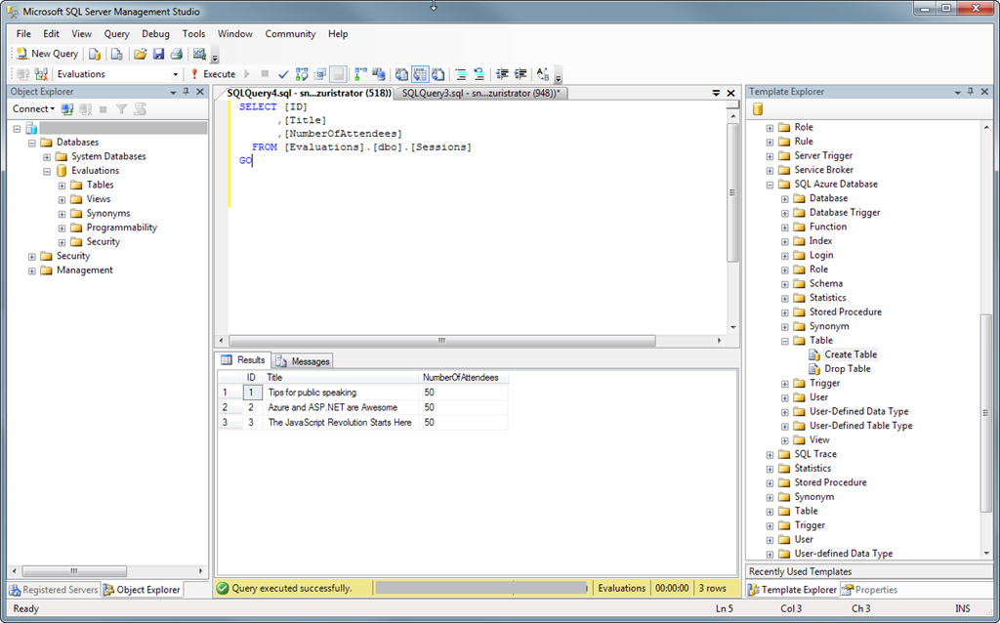 Microsoft SQL Server Management Studio
File Edit View Query Debug Tools Window Community Help
New Query
Evaluations Execute
Object Explorer
Connect
Databases
System Databases
Evaluations
Tables
Views
Synonyms
Programmability
Security
Security
Management
Registered Servers Object Explorer
SQLQuery4.sql - sn...zuristrator (518)) SQLQuery3.sql - sn...zuristrator (948))*
SELECT [ID]
,[Title]
,[NumberOfAttendees]
FROM [Evaluations].[dbo].[Sessions]
GO
Results Messages
ID Title NumberOfAttendees
1 1 Tips for public speaking 50
2 2 Azure and ASP.NET are Awesome 50
3 3 The JavaScript Revolution Starts Here 50
Query executed successfully. Evaluations 00:00:00 3 rows
Template Explorer
Role
Rule
Server Trigger
Service Broker
SQL Azure Database
Database
Database Trigger
Function
Index
Login
Role
Schema
Statistics
Stored Procedure
Synonym
Table
Create Table
Drop Table
Trigger
User
User-Defined Data Type
User-Defined Table Type
View
SQL Trace
Statistics
Stored Procedure
Synonym
Table
Trigger
User
User-defined Data Type
Recently Used Templates
Template Explorer Properties
Ready Ln 5 Col 3 Ch 3 INS